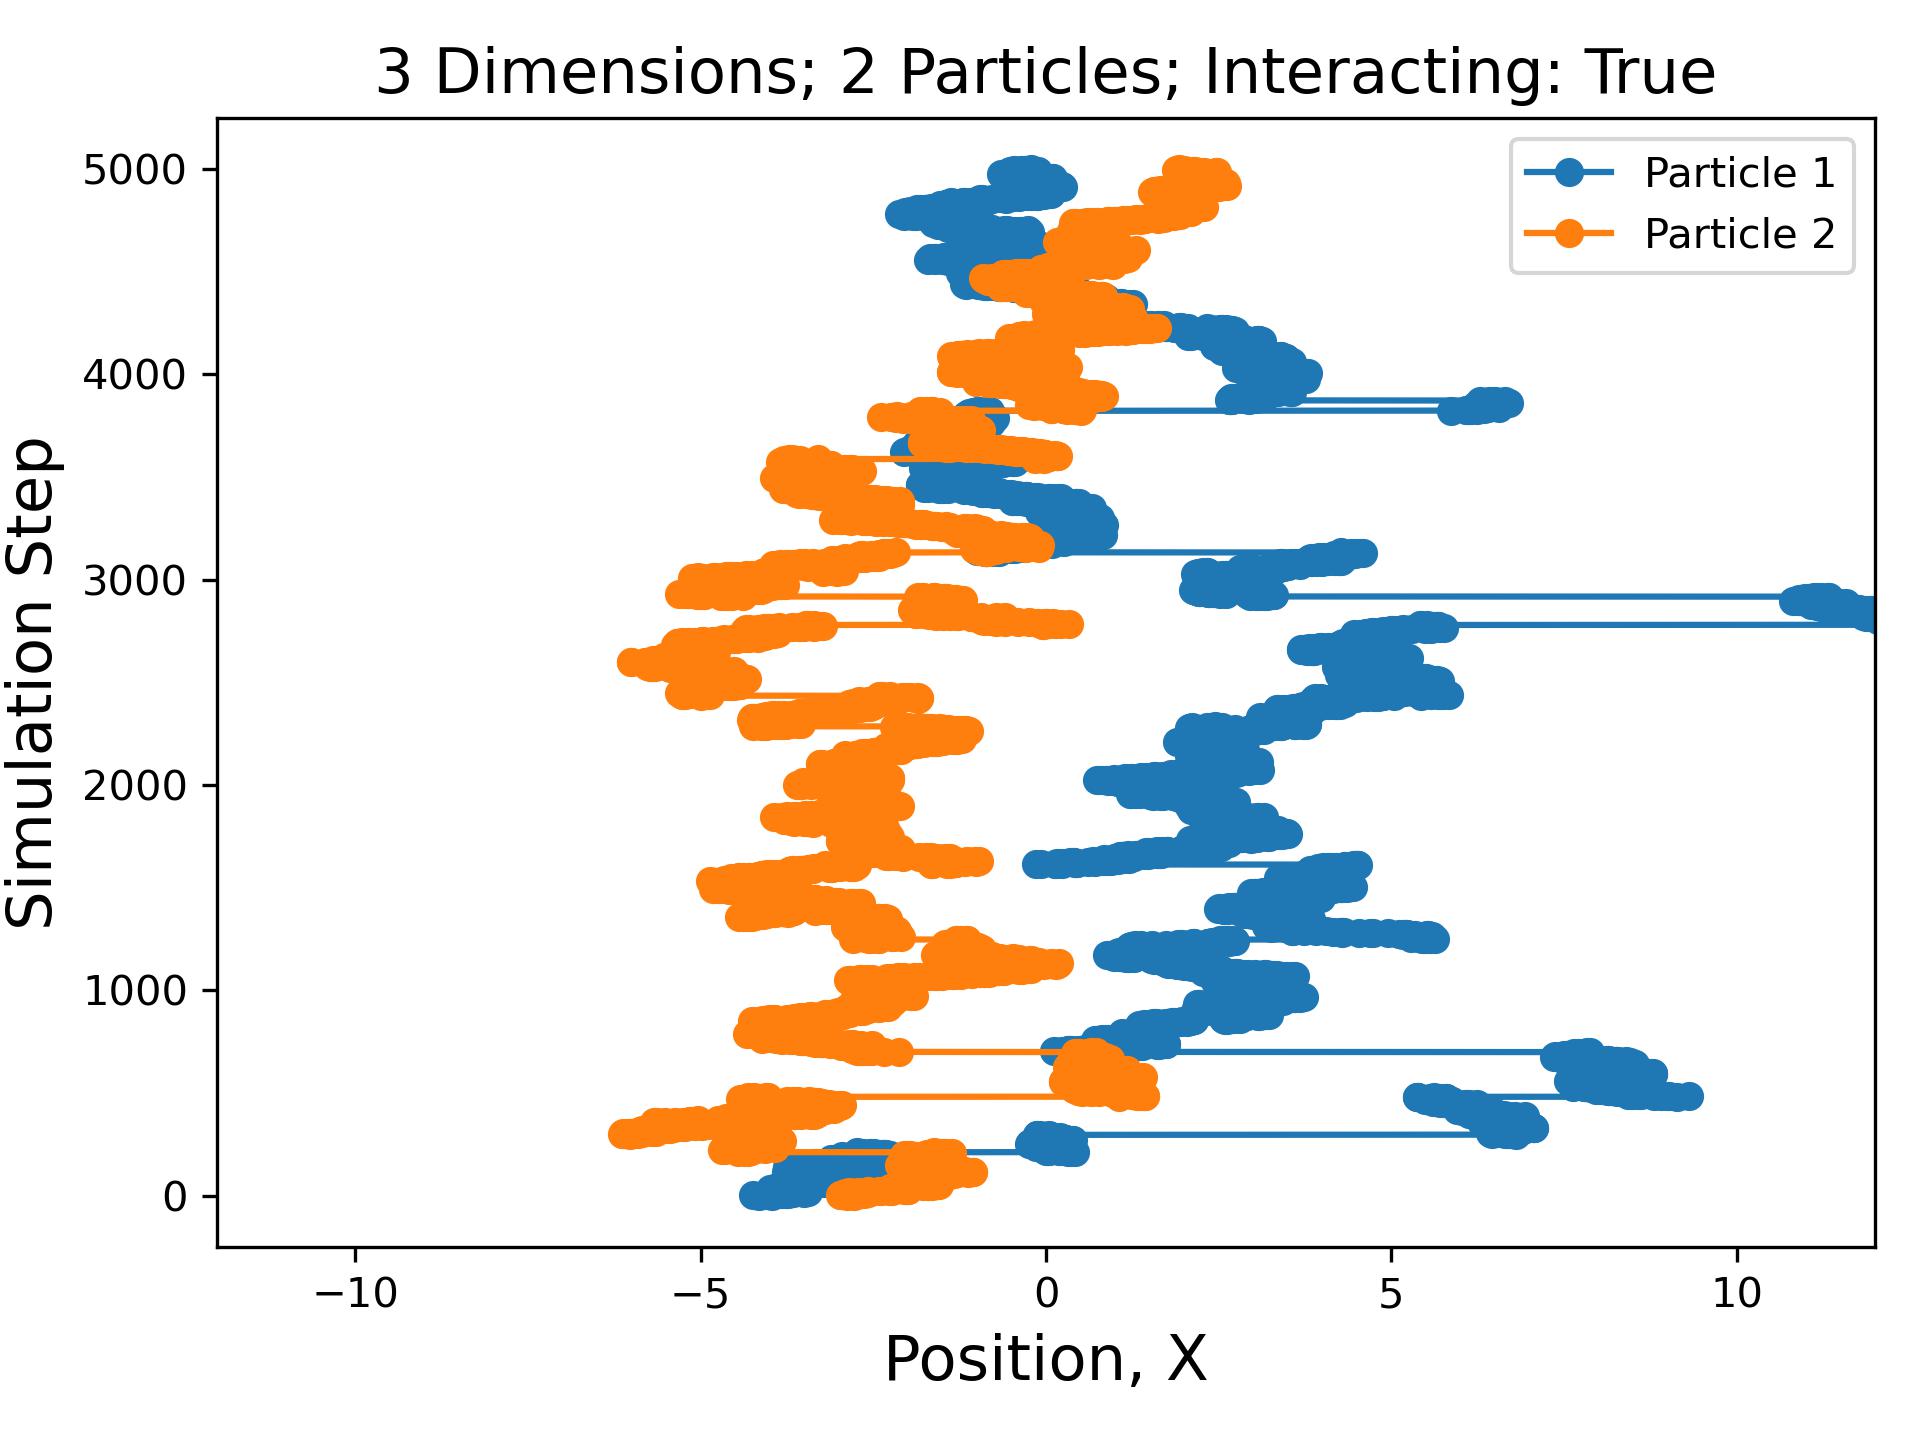 3 Dimensions; 2 Particles; Interacting: True
Particle 1
Particle 2
5000
4000
3000
2000
1000
0
Simulation Step
−10
−5
0
5
10
Position, X